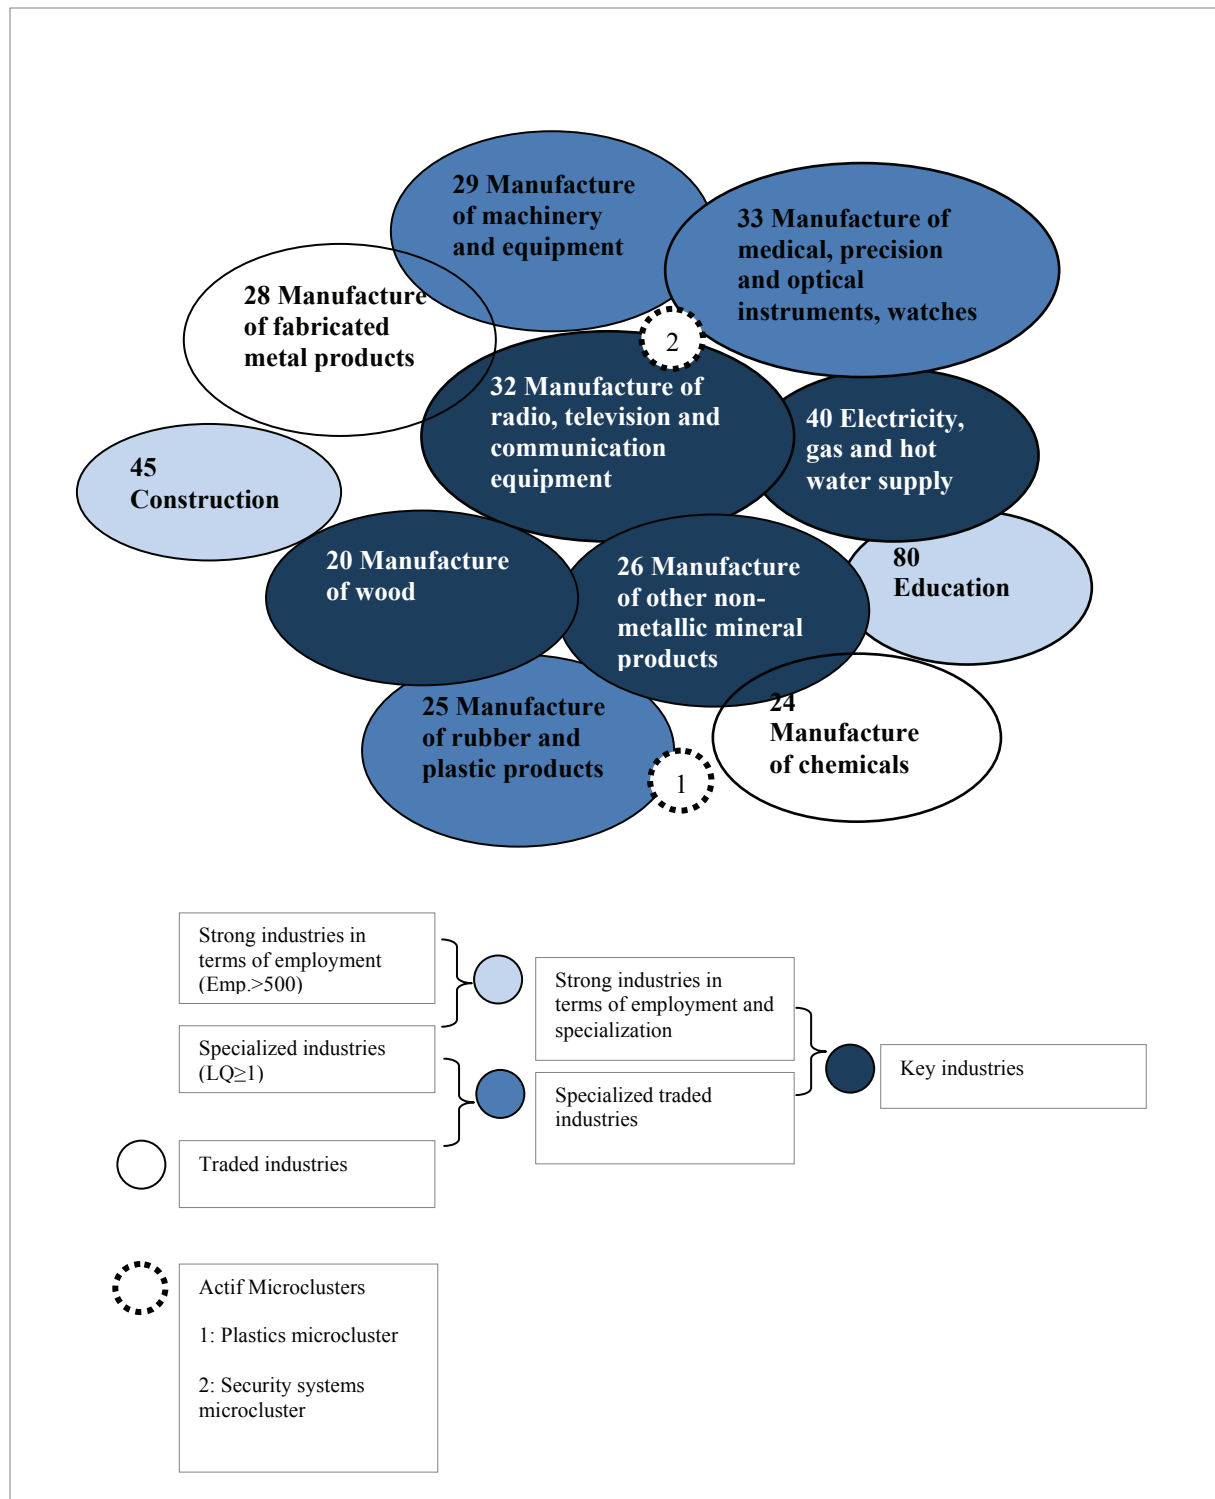 29 Manufacture
of machinery
and equipment
33 Manufacture of
medical, precision
and optical
instruments, watches
28 Manufacture
of fabricated
metal products
2
32 Manufacture of
radio, television and
communication
equipment
40 Electricity,
gas and hot
water supply
45
Construction
20 Manufacture
of wood
26 Manufacture
of other non-
metallic mineral
products
80
Education
25 Manufacture
of rubber and
plastic products
24
Manufacture
of chemicals
1
Strong industries in
terms of employment
(Emp.>500)
Specialized industries
(LQ≥1)
Traded industries
Strong industries in
terms of employment and
specialization
Specialized traded
industries
Key industries
Actif Microclusters
1: Plastics microcluster
2: Security systems
microcluster